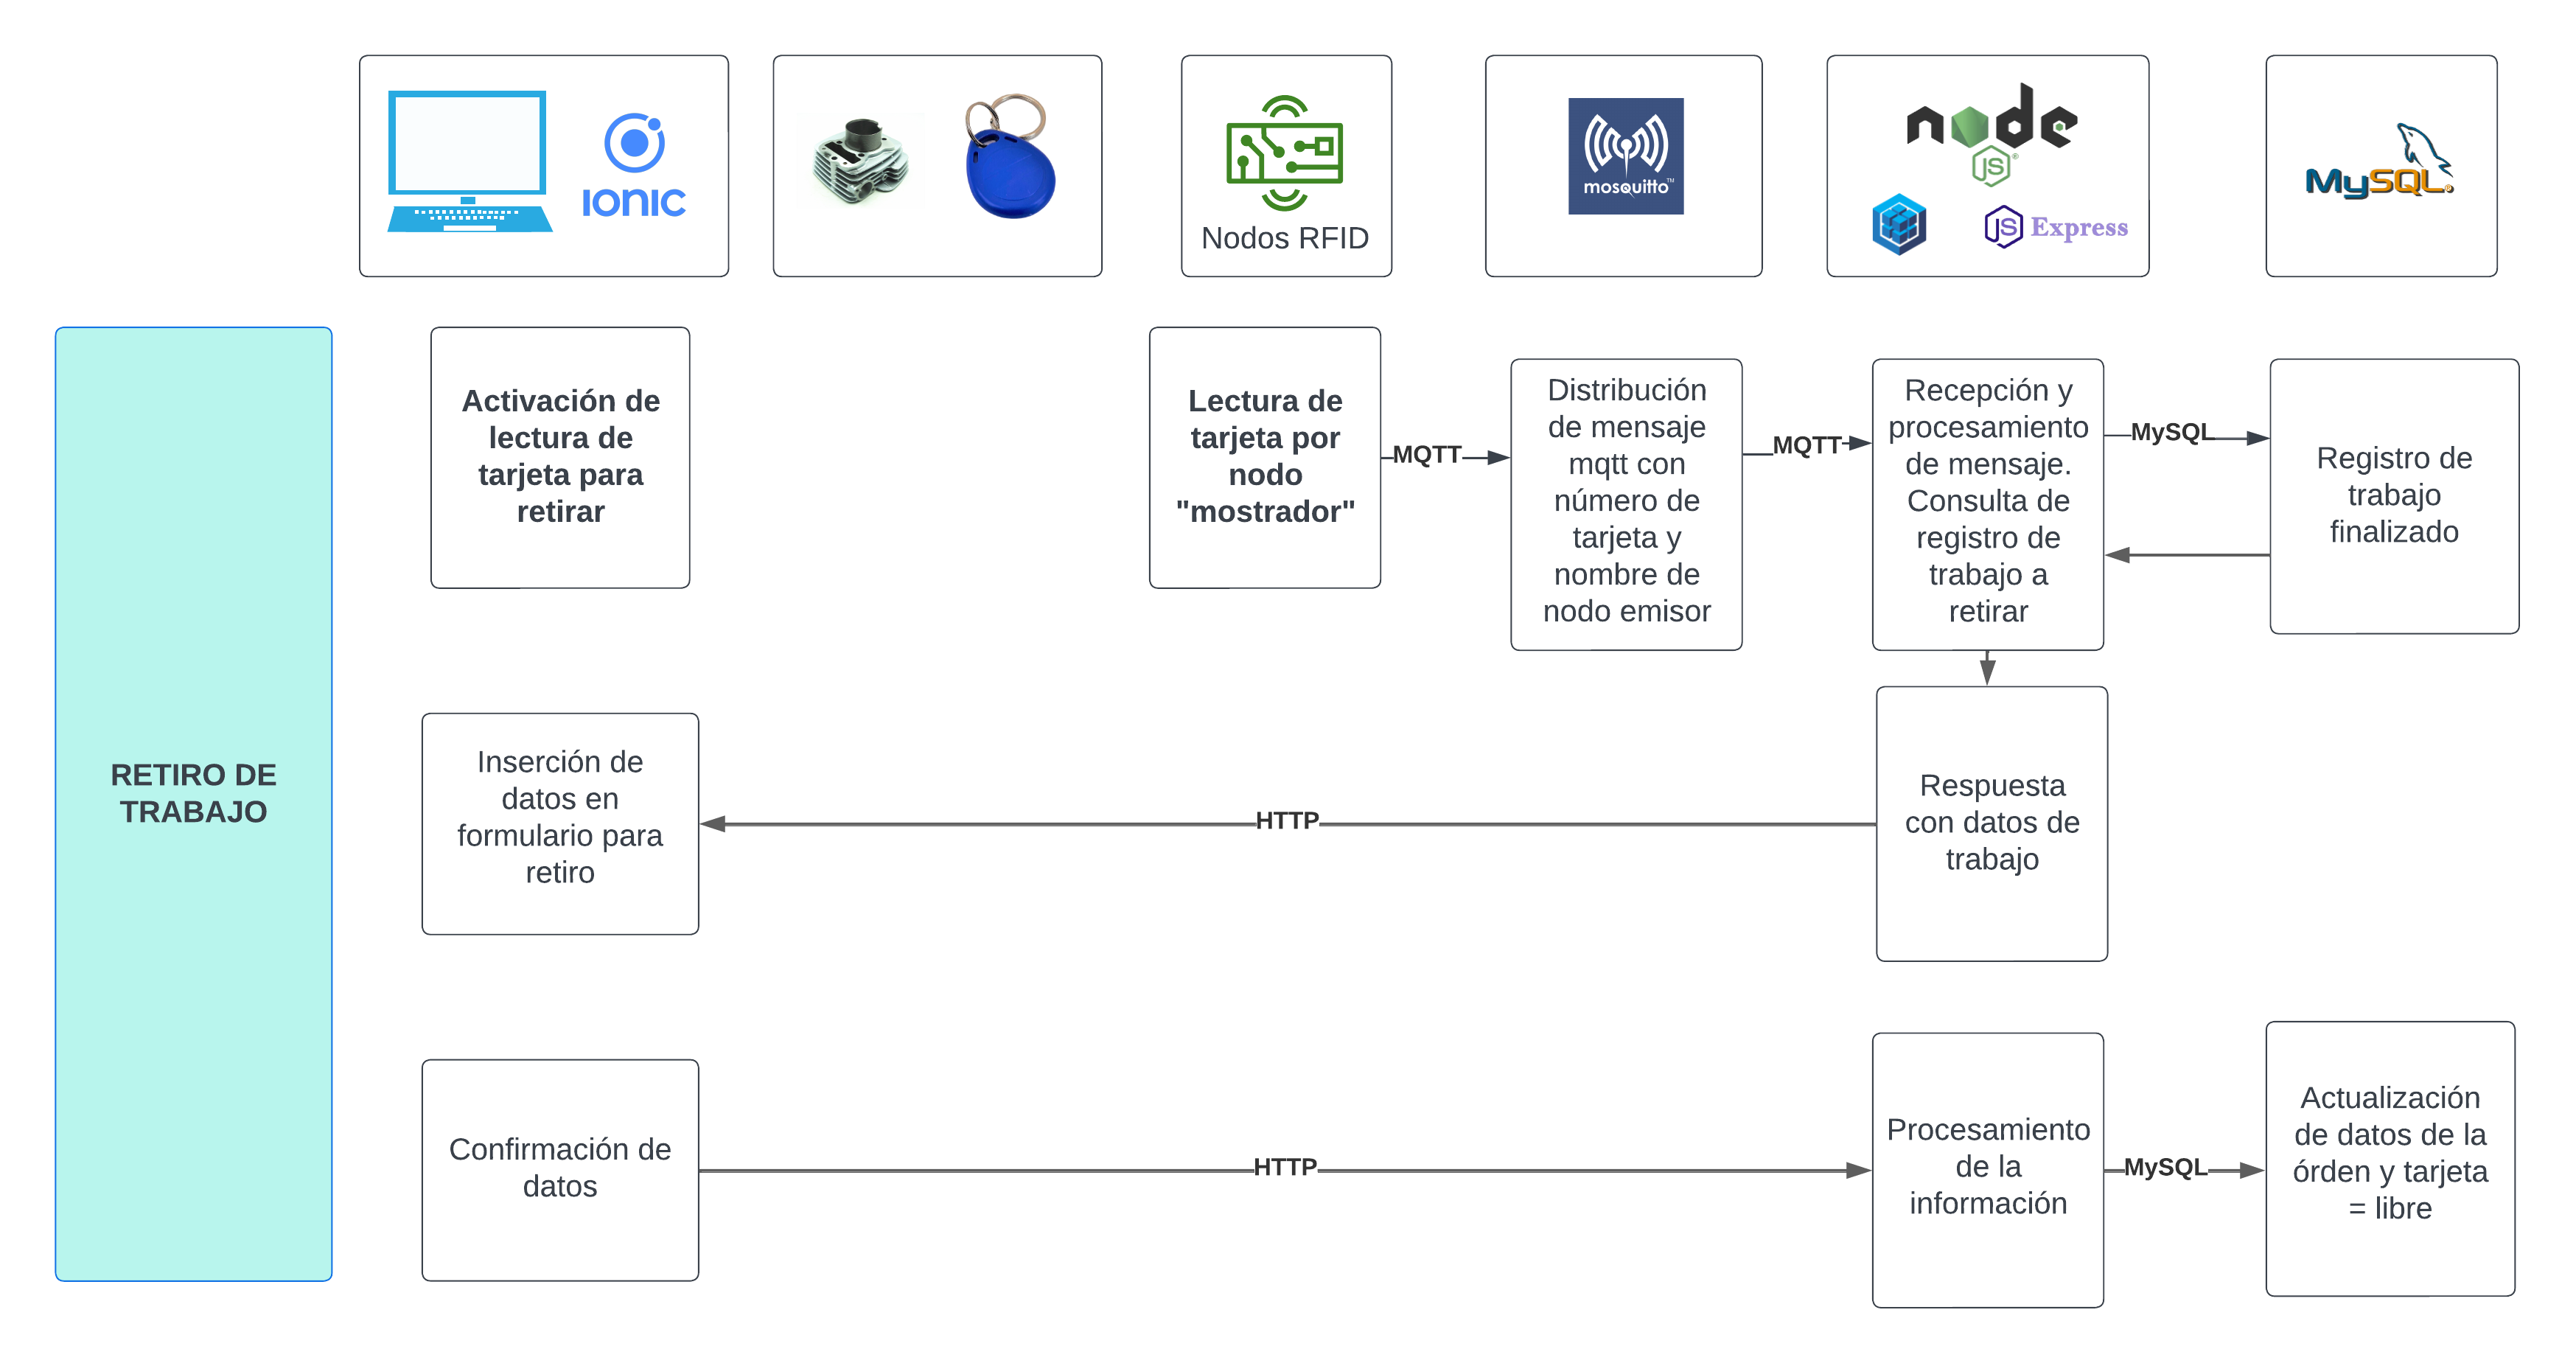 IONIC
Nodos RFID
mosquitto™
node
JS®
JS Express
MySQL®
RETIRO DE
TRABAJO
Activación de
lectura de
tarjeta para
retirar
Lectura de
tarjeta por
nodo
"mostrador"
MQTT
Distribución
de mensaje
mqtt con
número de
tarjeta y
nombre de
nodo emisor
MQTT
Recepción y
procesamiento
de mensaje.
Consulta de
registro de
trabajo a
retirar
MySQL
Registro de
trabajo
finalizado
Inserción de
datos en
formulario para
retiro
HTTP
Respuesta
con datos de
trabajo
Confirmación de
datos
HTTP
Procesamiento
de la
información
MySQL
Actualización
de datos de la
órden y tarjeta
= libre